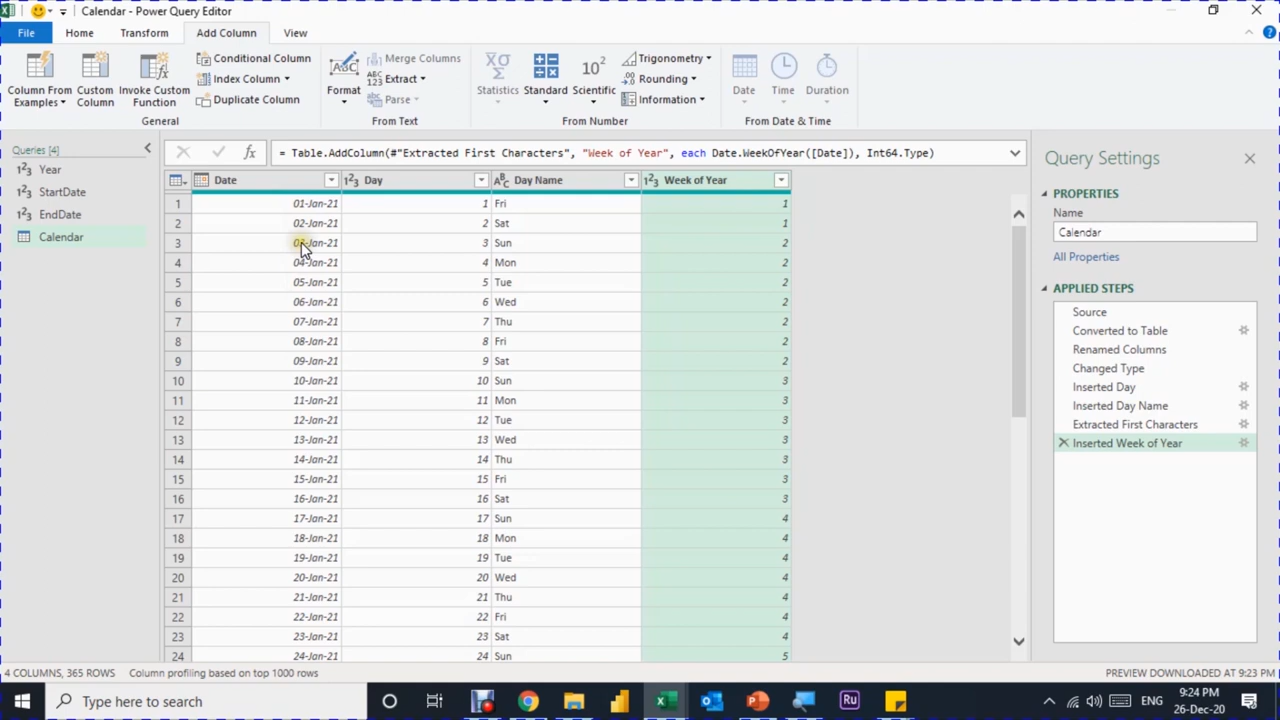 Calendar - Power Query Editor
File Home Transform Add Column View
Column From Examples
Custom Column
Invoke Custom Function
Conditional Column
Index Column
Duplicate Column
General
Format
Merge Columns
Extract
Parse
From Text
Statistics
Standard
Scientific
Trigonometry
Rounding
Information
From Number
Date
Time
Duration
From Date & Time
Queries [4]
Year
StartDate
EndDate
Calendar
= Table.AddColumn(#"Extracted First Characters", "Week of Year", each Date.WeekOfYear([Date]), Int64.Type)
Date Day Day Name Week of Year
1 01-Jan-21 1 Fri 1
2 02-Jan-21 2 Sat 1
3 03-Jan-21 3 Sun 2
4 04-Jan-21 4 Mon 2
5 05-Jan-21 5 Tue 2
6 06-Jan-21 6 Wed 2
7 07-Jan-21 7 Thu 2
8 08-Jan-21 8 Fri 2
9 09-Jan-21 9 Sat 2
10 10-Jan-21 10 Sun 3
11 11-Jan-21 11 Mon 3
12 12-Jan-21 12 Tue 3
13 13-Jan-21 13 Wed 3
14 14-Jan-21 14 Thu 3
15 15-Jan-21 15 Fri 3
16 16-Jan-21 16 Sat 3
17 17-Jan-21 17 Sun 4
18 18-Jan-21 18 Mon 4
19 19-Jan-21 19 Tue 4
20 20-Jan-21 20 Wed 4
21 21-Jan-21 21 Thu 4
22 22-Jan-21 22 Fri 4
23 23-Jan-21 23 Sat 4
24 24-Jan-21 24 Sun 5
Query Settings
PROPERTIES
Name
Calendar
All Properties
APPLIED STEPS
Source
Converted to Table
Renamed Columns
Changed Type
Inserted Day
Inserted Day Name
Extracted First Characters
Inserted Week of Year
4 COLUMNS, 365 ROWS Column profiling based on top 1000 rows
PREVIEW DOWNLOADED AT 9:23 PM
Type here to search
Ru
ENG
9:24 PM
26-Dec-20